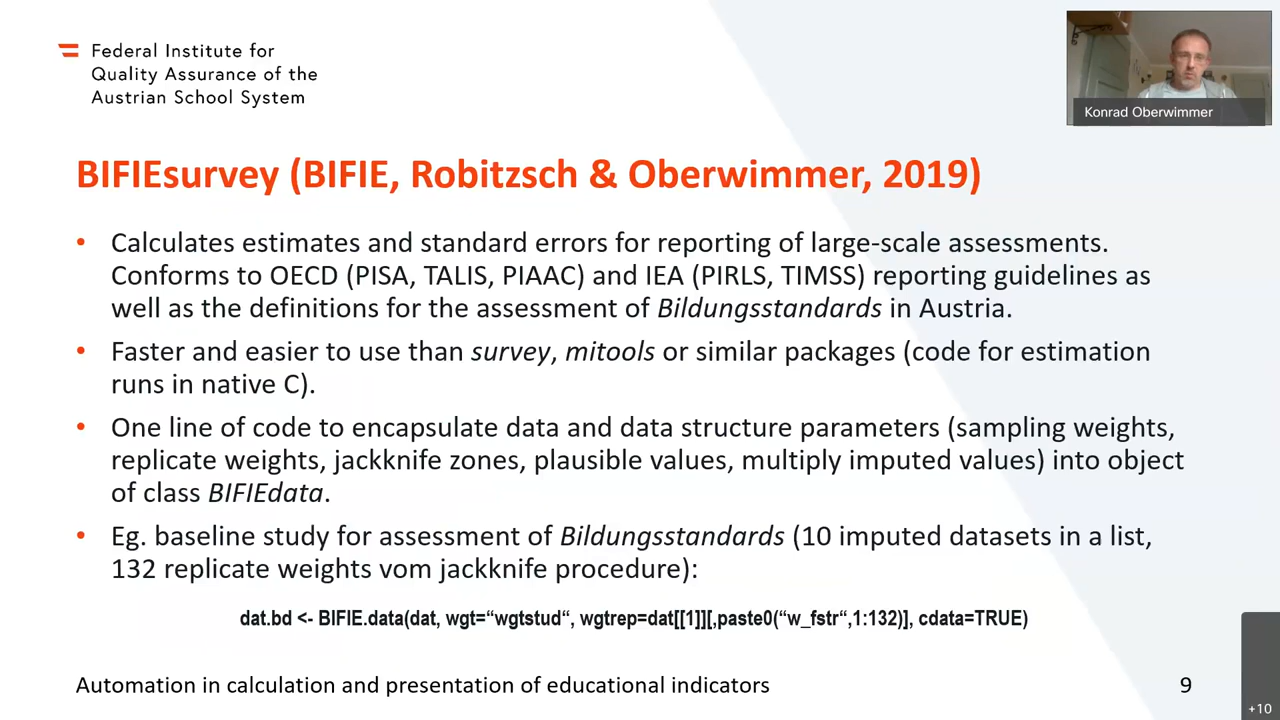 Federal Institute for
Quality Assurance of the
Austrian School System
Konrad Oberwimmer
BIFIEsurvey (BIFIE, Robitzsch & Oberwimmer, 2019)
• Calculates estimates and standard errors for reporting of large-scale assessments.
Conforms to OECD (PISA, TALIS, PIAAC) and IEA (PIRLS, TIMSS) reporting guidelines as
well as the definitions for the assessment of Bildungsstandards in Austria.
• Faster and easier to use than survey, mitools or similar packages (code for estimation
runs in native C).
• One line of code to encapsulate data and data structure parameters (sampling weights,
replicate weights, jackknife zones, plausible values, multiply imputed values) into object
of class BIFIEdata.
• Eg. baseline study for assessment of Bildungsstandards (10 imputed datasets in a list,
132 replicate weights vom jackknife procedure):
dat.bd <- BIFIE.data(dat, wgt=“wgtstud“, wgtrep=dat[[1]][,paste0(“w_fstr“,1:132)], cdata=TRUE)
Automation in calculation and presentation of educational indicators
9
+10